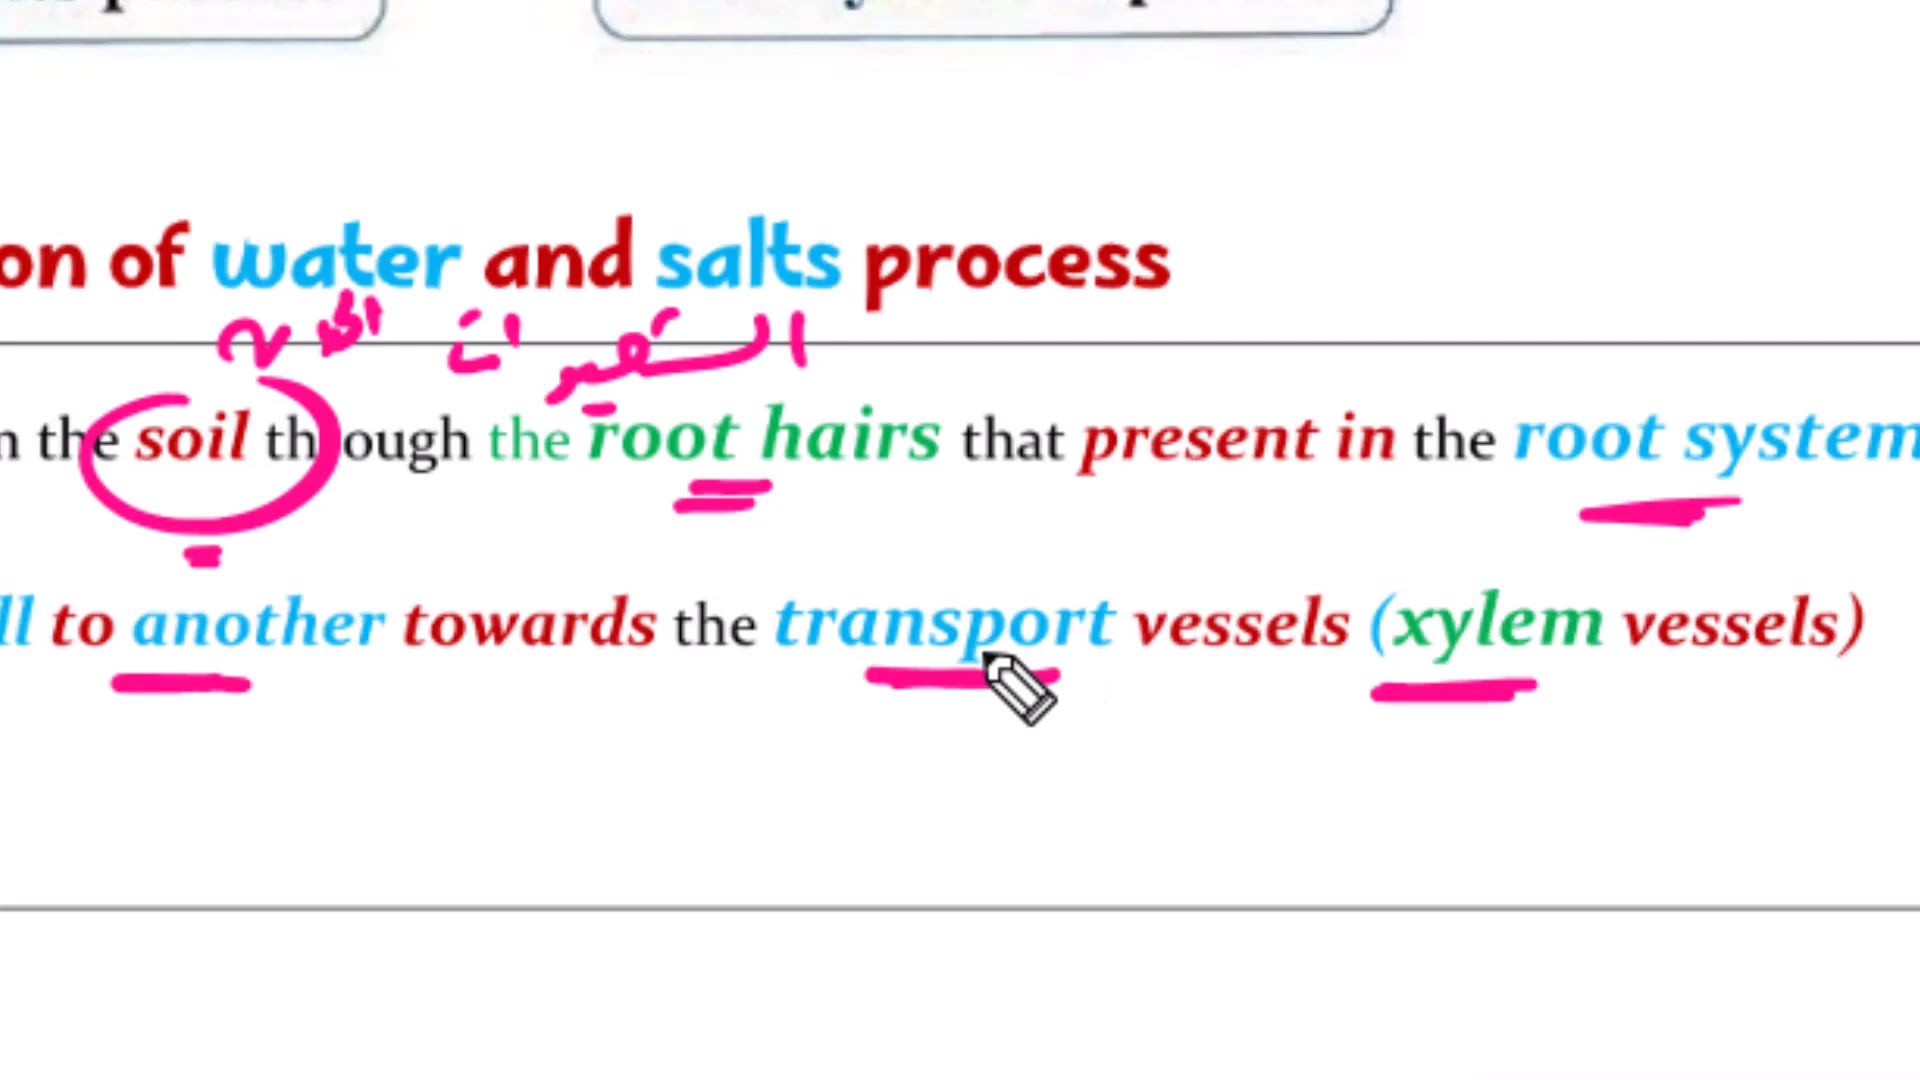 on of water and salts process
n the soil through the root hairs that present in the root system
ll to another towards the transport vessels (xylem vessels)